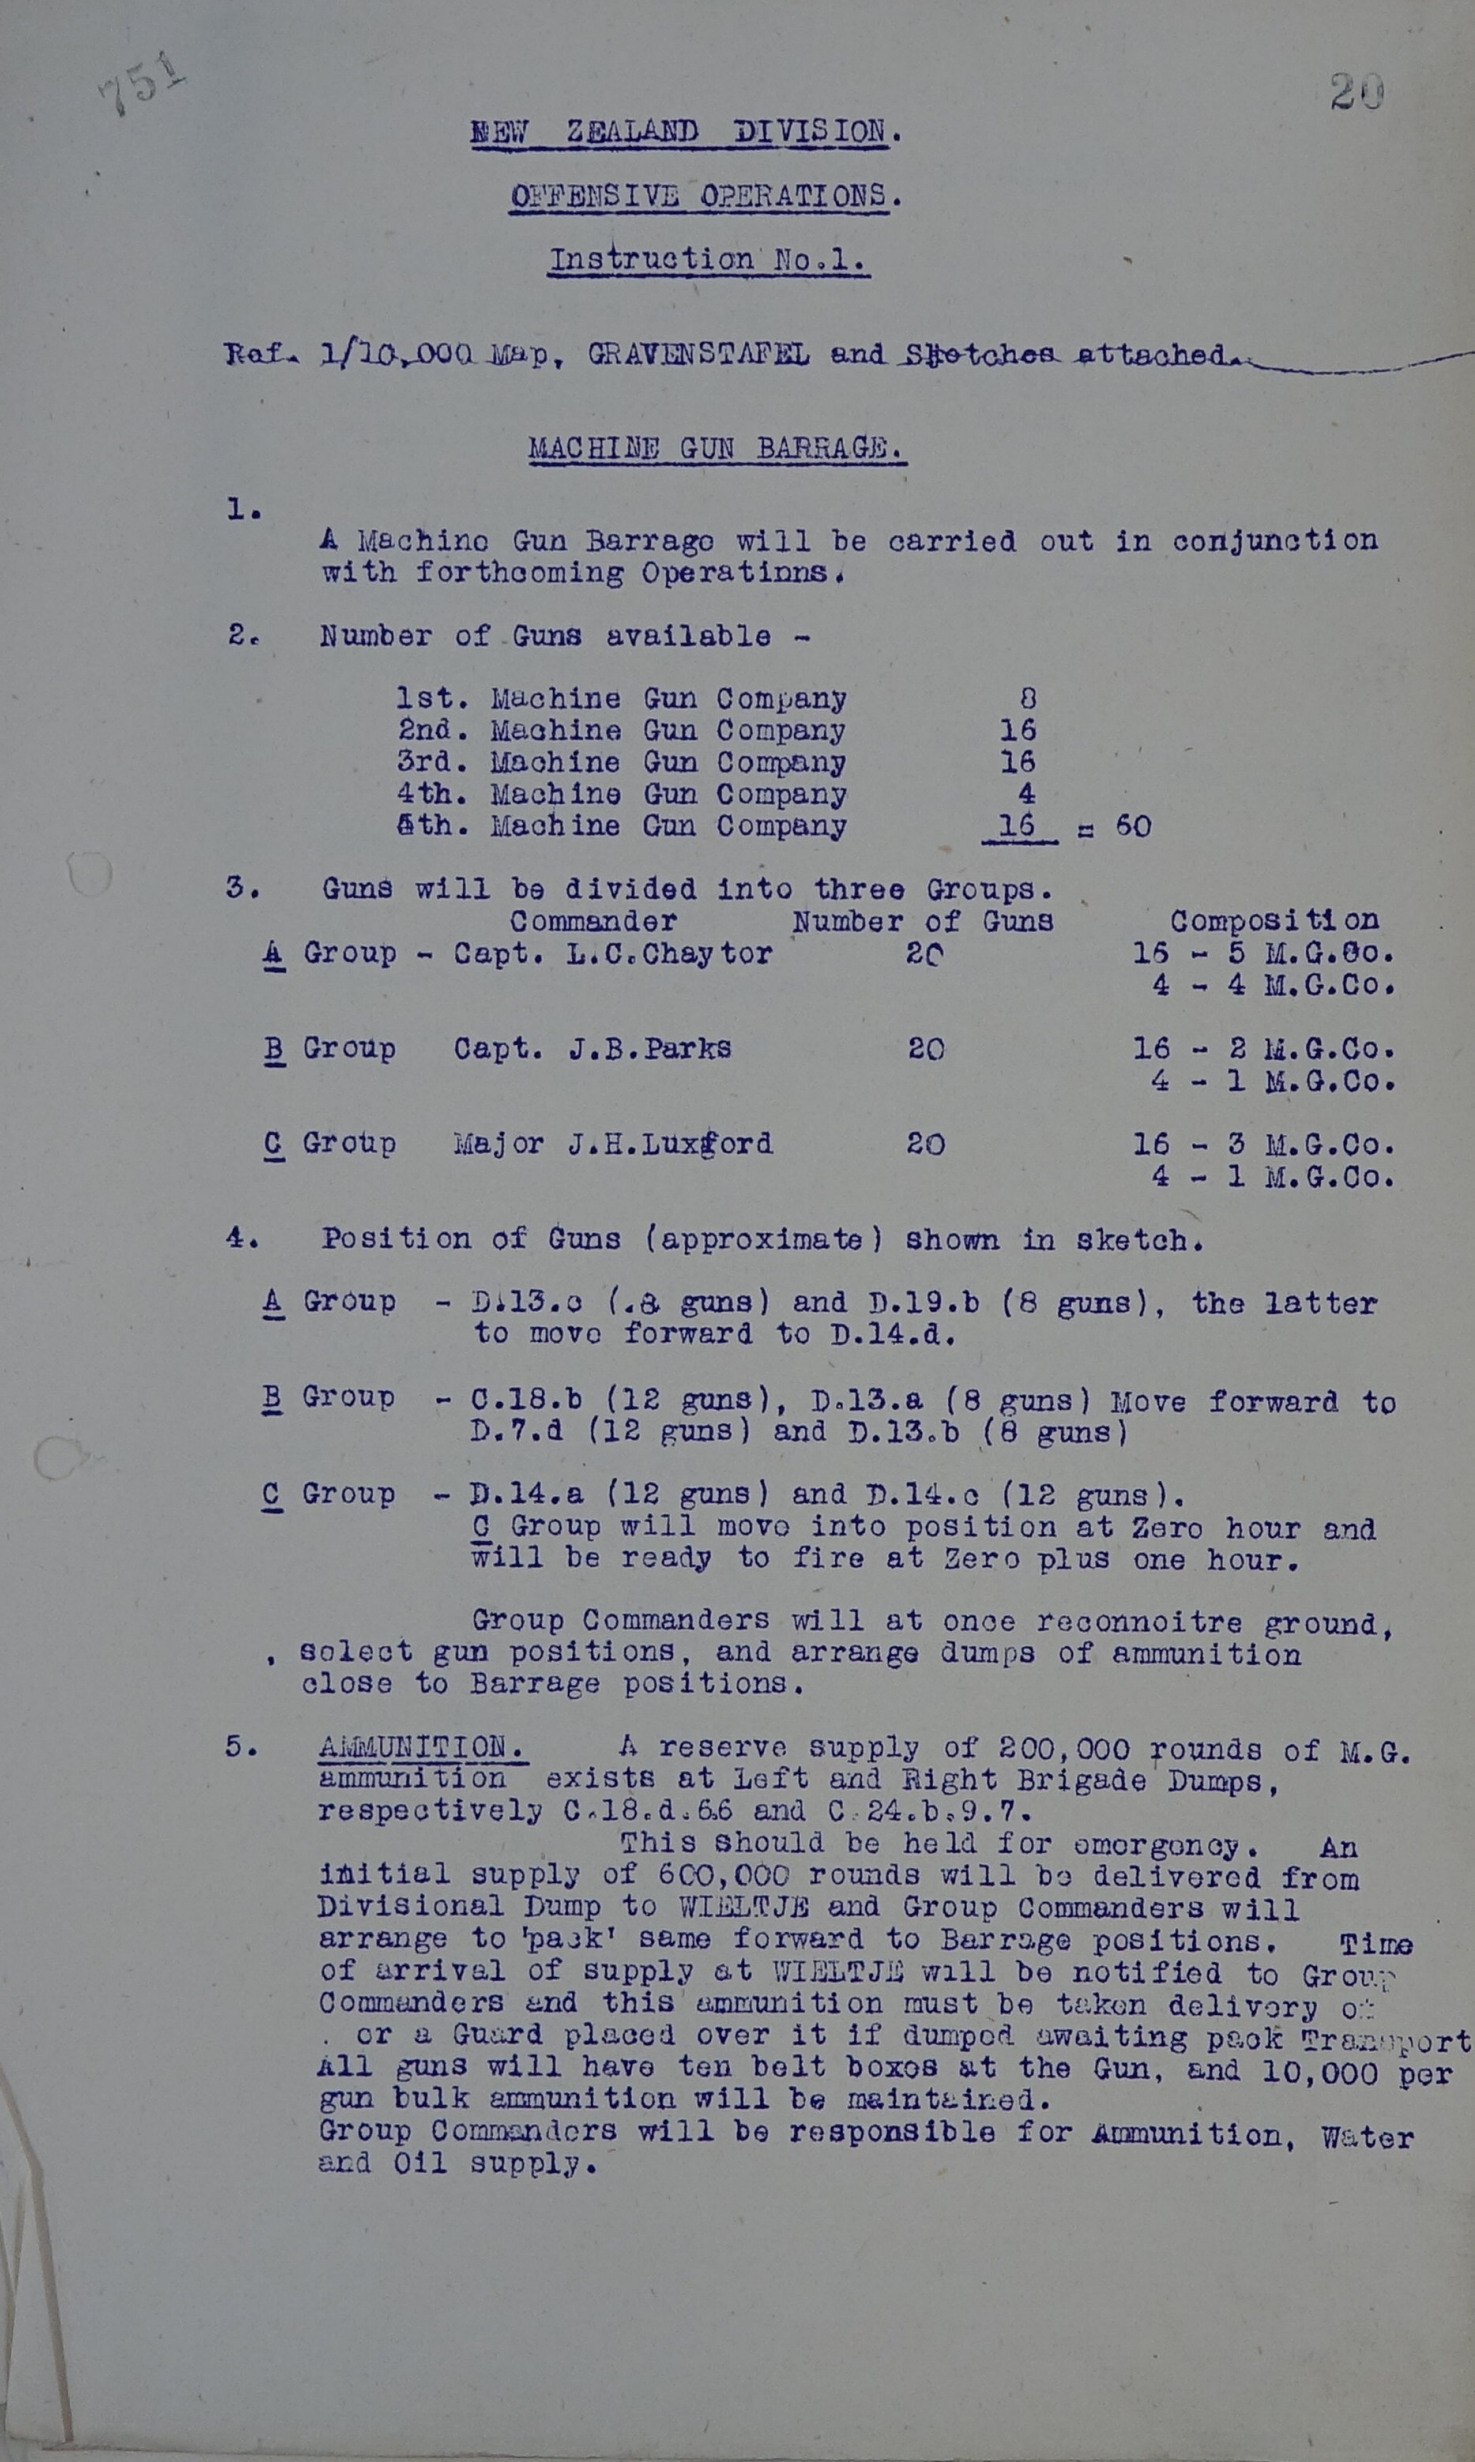 751
20
NEW ZEALAND DIVISION.
OFFENSIVE OPERATIONS.
Instruction No.1.
Ref. 1/10,000 Map, GRAVENSTAFEL and Sketches attached.
MACHINE GUN BARRAGE.
1.
A Machine Gun Barrage will be carried out in conjunction
with forthcoming Operatinns.
2. Number of Guns available -
1st. Machine Gun Company 8
2nd. Machine Gun Company 16
3rd. Machine Gun Company 16
4th. Machine Gun Company 4
5th. Machine Gun Company 16 = 60
3. Guns will be divided into three Groups.
Commander Number of Guns Composition
A Group - Capt. L.C.Chaytor 20 16 - 5 M.G.Co.
4 - 4 M.G.Co.
B Group Capt. J.B.Parks 20 16 - 2 M.G.Co.
4 - 1 M.G.Co.
C Group Major J.H.Luxford 20 16 - 3 M.G.Co.
4 - 1 M.G.Co.
4. Position of Guns (approximate) shown in sketch.
A Group - D.13.c ( guns) and D.19.b (8 guns), the latter
to move forward to D.14.d.
B Group - C.18.b (12 guns), D.13.a (8 guns) Move forward to
D.7.d (12 guns) and D.13.b (8 guns)
C Group - D.14.a (12 guns) and D.14.c (12 guns).
C Group will move into position at Zero hour and
will be ready to fire at Zero plus one hour.
Group Commanders will at once reconnoitre ground,
select gun positions, and arrange dumps of ammunition
close to Barrage positions.
5. AMMUNITION. A reserve supply of 200,000 rounds of M.G.
ammunition exists at Left and Right Brigade Dumps,
respectively C.18.d.66 and C.24.b.9.7.
This should be held for emergency. An
initial supply of 600,000 rounds will be delivered from
Divisional Dump to WIELTJE and Group Commanders will
arrange to 'pack' same forward to Barrage positions. Time
of arrival of supply at WIELTJE will be notified to Group
Commanders and this ammunition must be taken delivery of
or a Guard placed over it if dumped awaiting pack Transport
All guns will have ten belt boxes at the Gun, and 10,000 per
gun bulk ammunition will be maintained.
Group Commanders will be responsible for Ammunition, Water
and Oil supply.